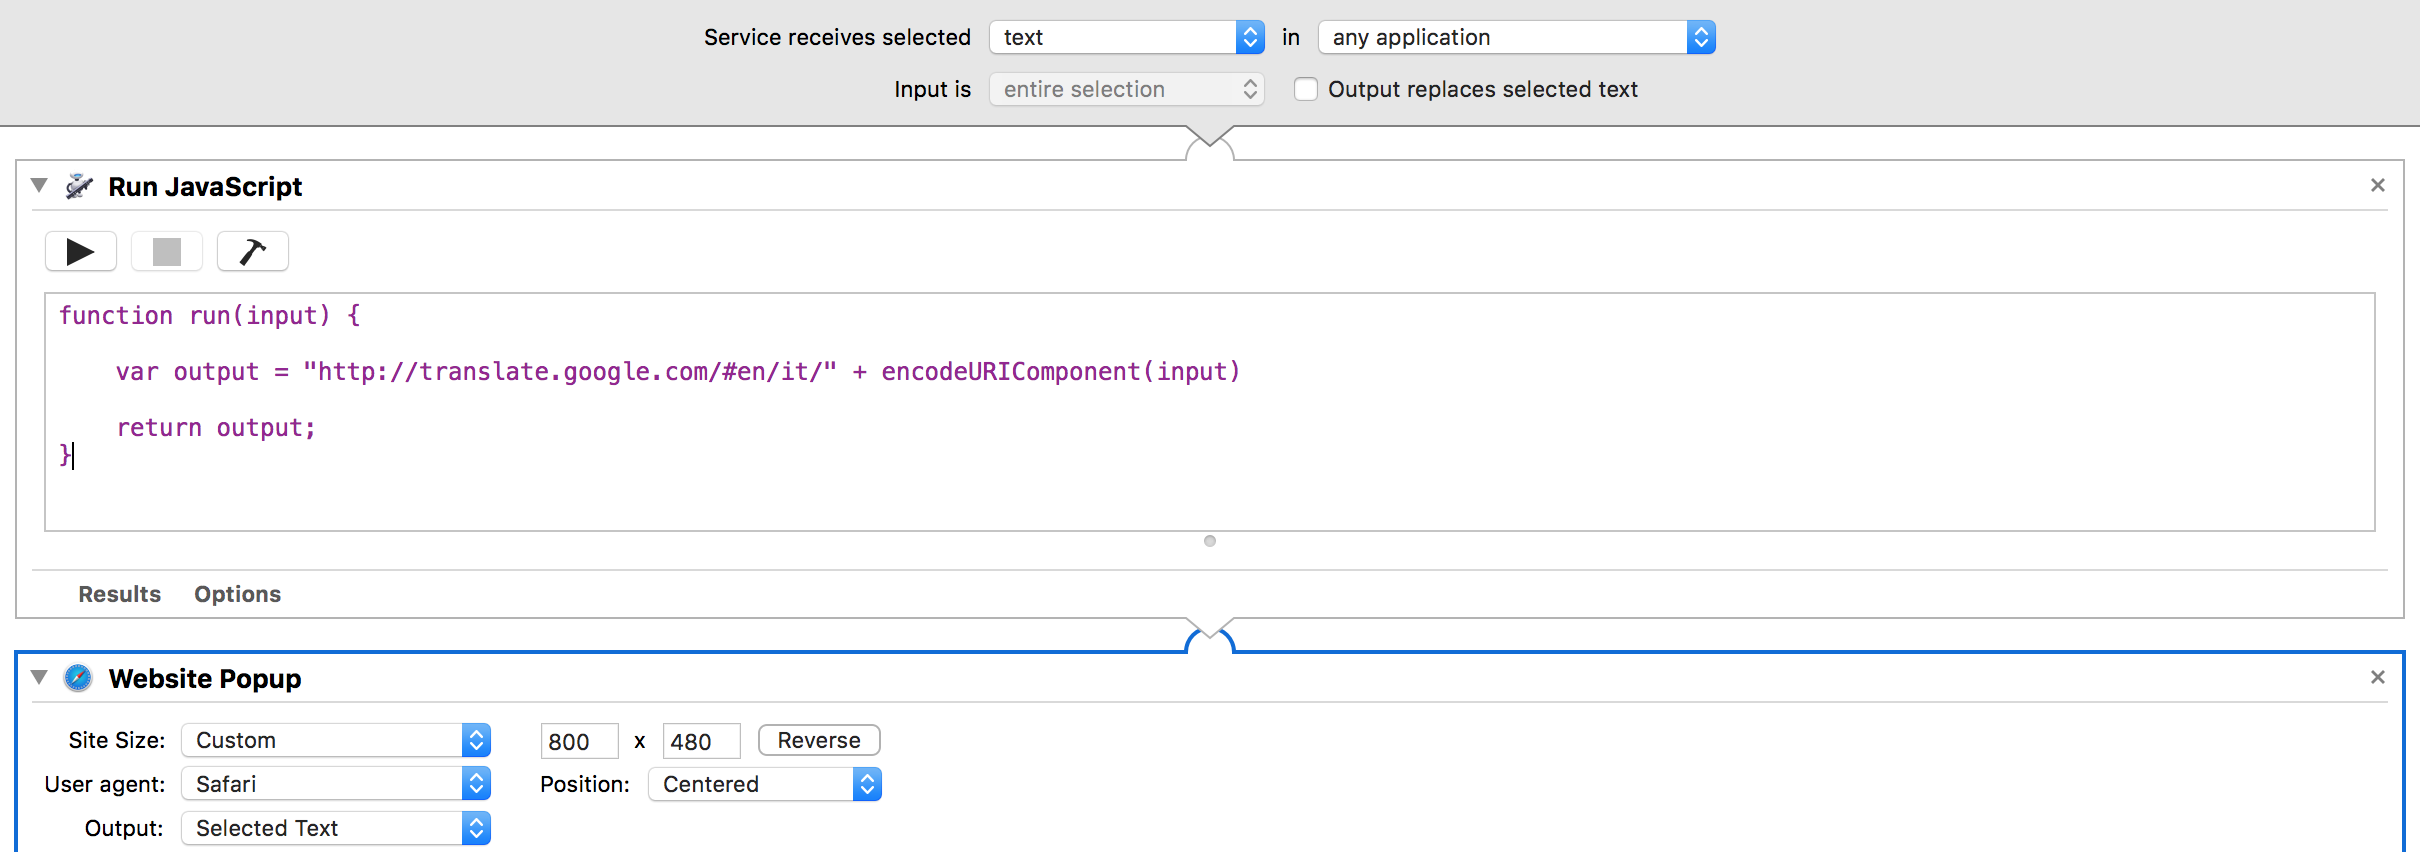 Service receives selected text in any application
Input is entire selection Output replaces selected text
Run JavaScript
function run(input) {
var output = "http://translate.google.com/#en/it/" + encodeURIComponent(input)
return output;
}
Results Options
Website Popup
Site Size: Custom 800 x 480 Reverse
User agent: Safari Position: Centered
Output: Selected Text